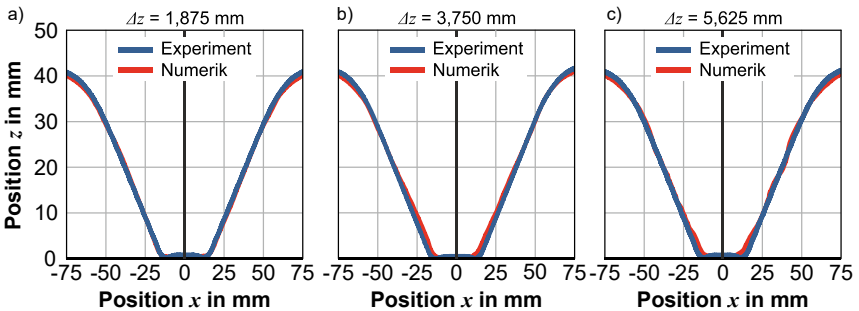 a) Δz = 1,875 mm
b) Δz = 3,750 mm
c) Δz = 5,625 mm
Position z in mm
50
40
30
20
10
0
Experiment
Numerik
Experiment
Numerik
Experiment
Numerik
-75 -50 -25 0 25 50 75
-75 -50 -25 0 25 50 75
-75 -50 -25 0 25 50 75
Position x in mm
Position x in mm
Position x in mm